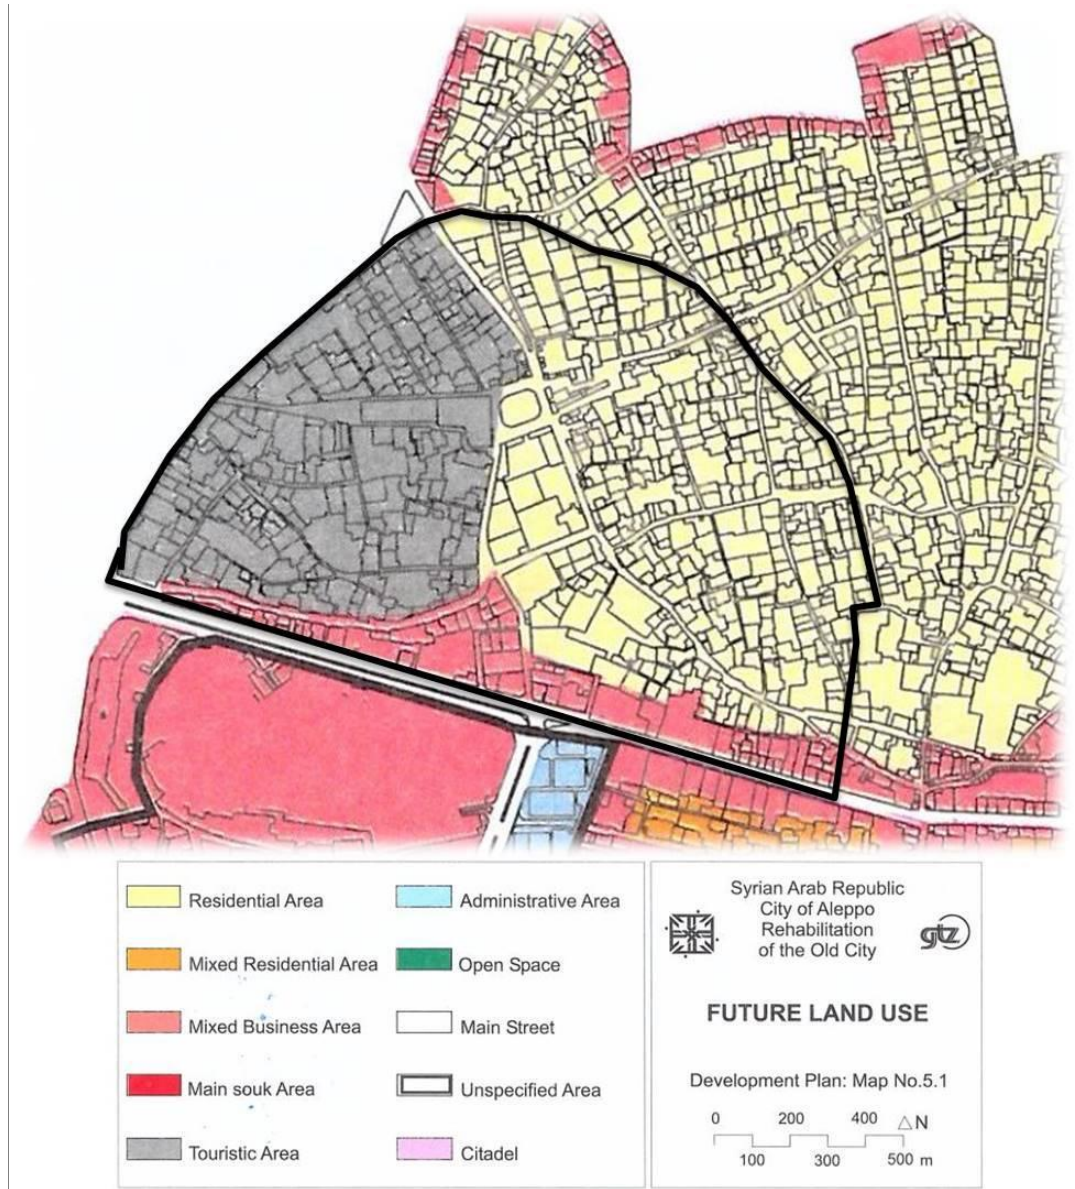 Residential Area
Mixed Residential Area
Mixed Business Area
Main souk Area
Touristic Area
Administrative Area
Open Space
Main Street
Unspecified Area
Citadel
Syrian Arab Republic
City of Aleppo
Rehabilitation
of the Old City
gtz
FUTURE LAND USE
Development Plan: Map No.5.1
0 200 400 N
100 300 500 m